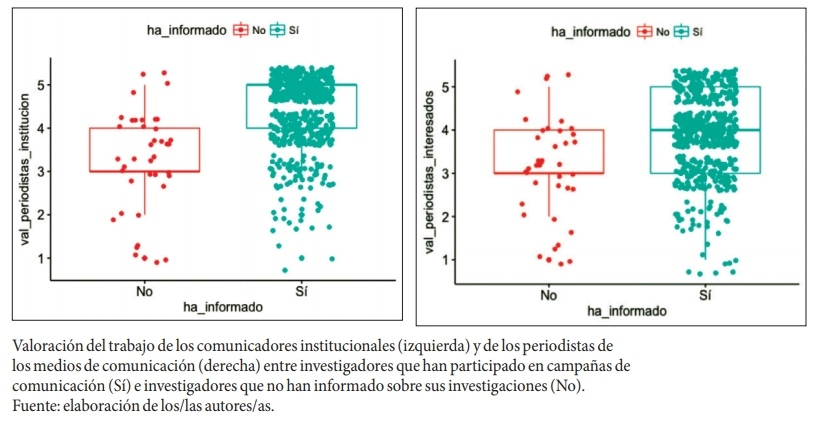 ha_informado No Sí
val_periodistas_institucion
5
4
3
2
1
No Sí
ha_informado
ha_informado No Sí
val_periodistas_interesados
5
4
3
2
1
No Sí
ha_informado
Valoración del trabajo de los comunicadores institucionales (izquierda) y de los periodistas de
los medios de comunicación (derecha) entre investigadores que han participado en campañas de
comunicación (Sí) e investigadores que no han informado sobre sus investigaciones (No).
Fuente: elaboración de los/las autores/as.